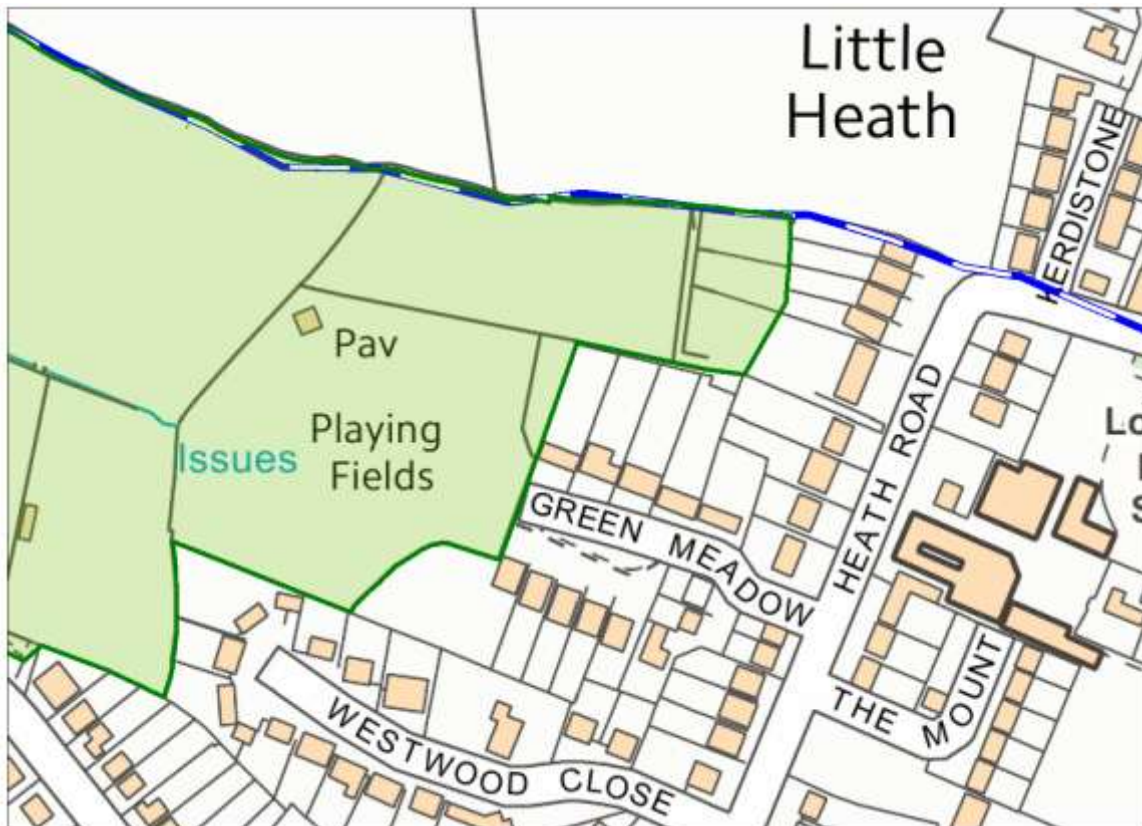 Little
Heath
HERDISTONE
Pav
Playing
Fields
Issues
GREEN MEADOW
HEATH ROAD
THE MOUNT
WESTWOOD CLOSE